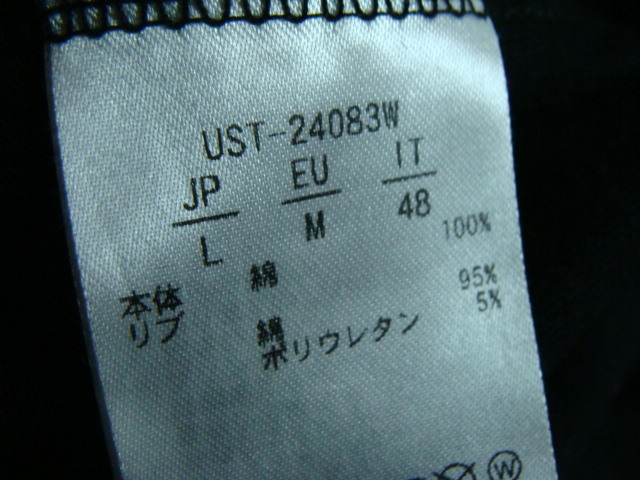 UST-24083W
JP EU IT
L M 48
本体 綿 100%
リブ 綿 95%
ポリウレタン 5%
W